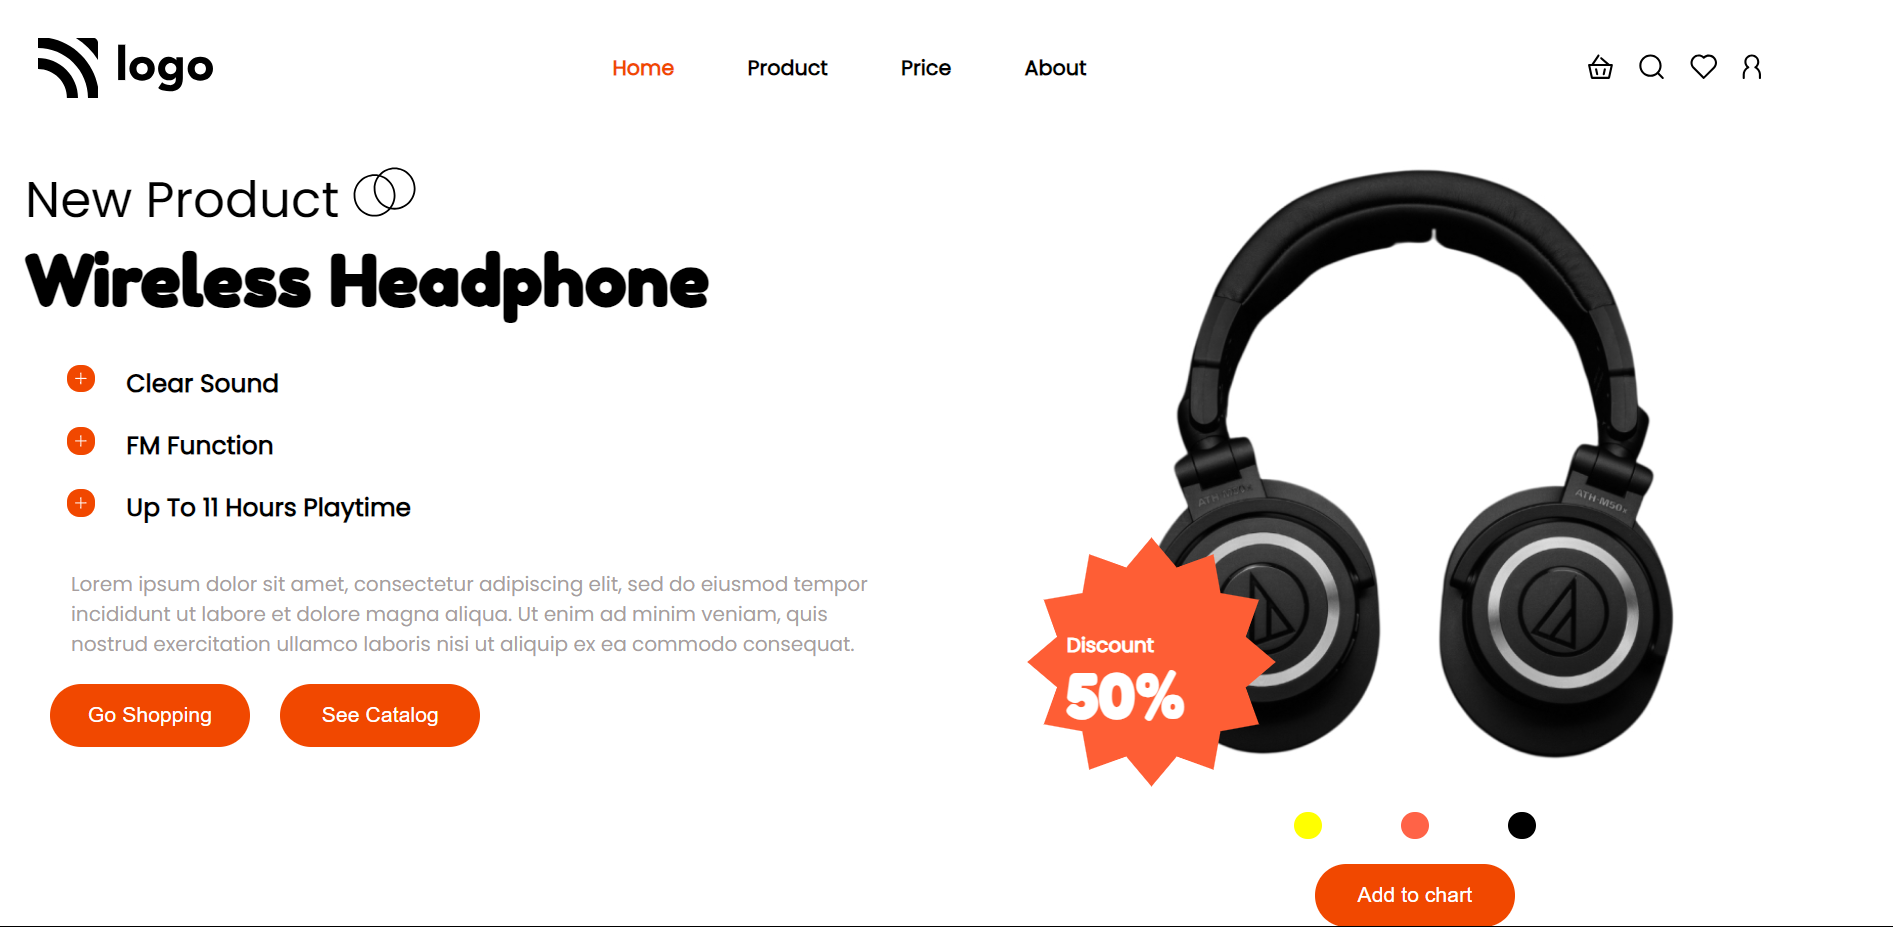 logo
Home
Product
Price
About
New Product
Wireless Headphone
Clear Sound
FM Function
Up To 11 Hours Playtime
Lorem ipsum dolor sit amet, consectetur adipiscing elit, sed do eiusmod tempor
incididunt ut labore et dolore magna aliqua. Ut enim ad minim veniam, quis
nostrud exercitation ullamco laboris nisi ut aliquip ex ea commodo consequat.
Go Shopping
See Catalog
ATH-M50x
ATH-M50x
Discount
50%
Add to chart